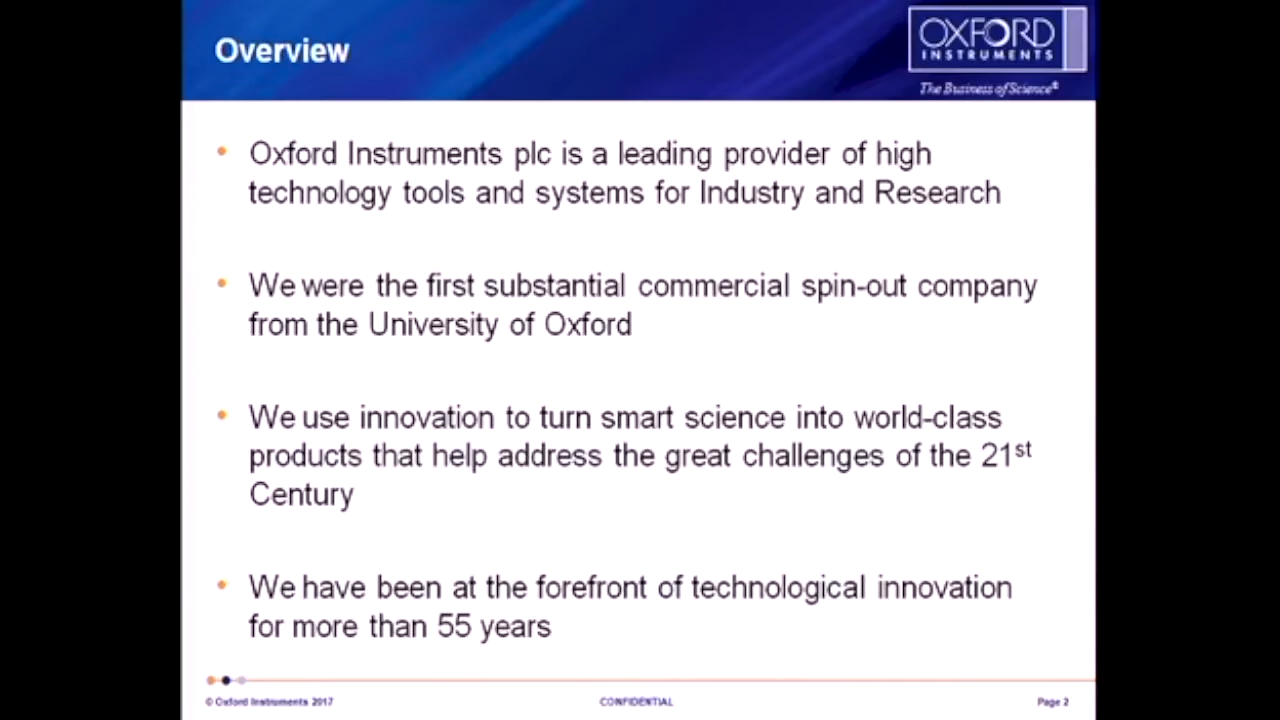 Overview
OXFORD
INSTRUMENTS
The Business of Science®
• Oxford Instruments plc is a leading provider of high
technology tools and systems for Industry and Research
• We were the first substantial commercial spin-out company
from the University of Oxford
• We use innovation to turn smart science into world-class
products that help address the great challenges of the 21st
Century
• We have been at the forefront of technological innovation
for more than 55 years
© Oxford Instruments 2017
CONFIDENTIAL
Page 2